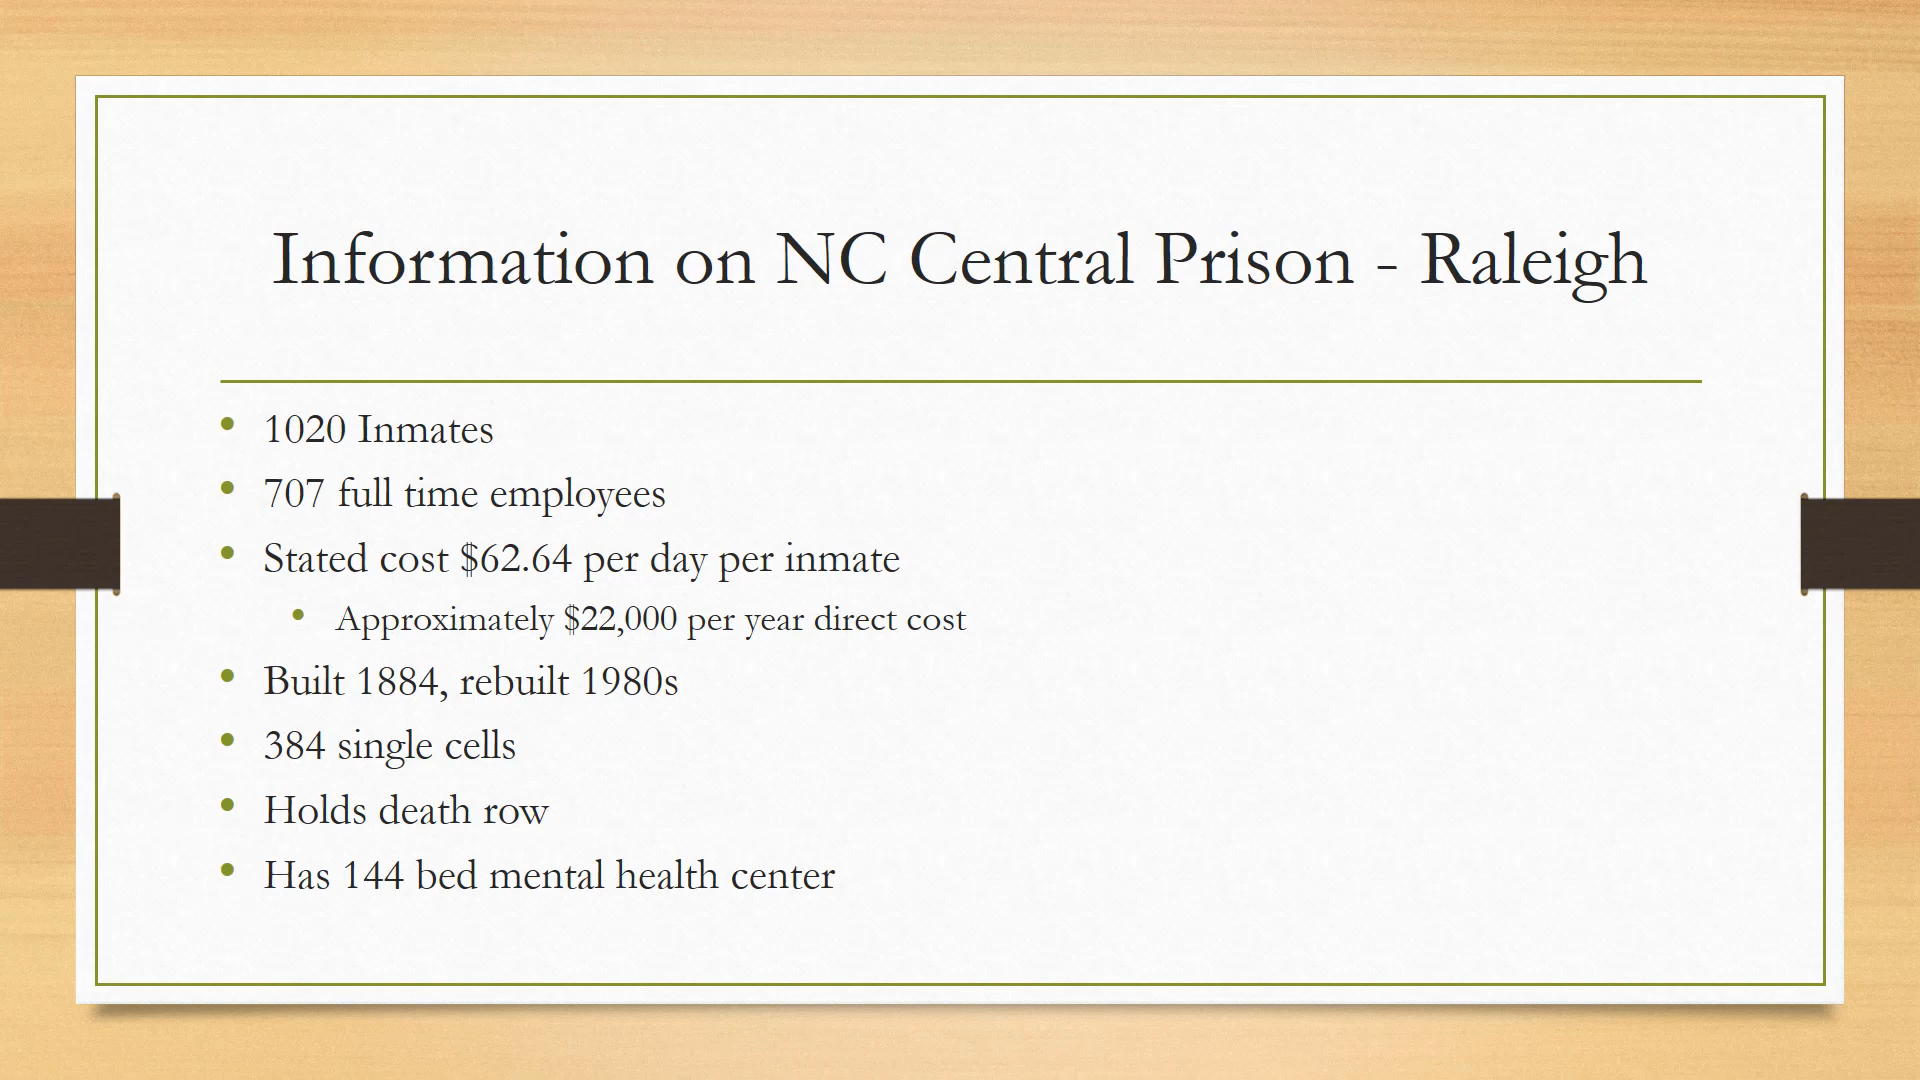 Information on NC Central Prison - Raleigh
• 1020 Inmates
• 707 full time employees
• Stated cost $62.64 per day per inmate
• Approximately $22,000 per year direct cost
• Built 1884, rebuilt 1980s
• 384 single cells
• Holds death row
• Has 144 bed mental health center